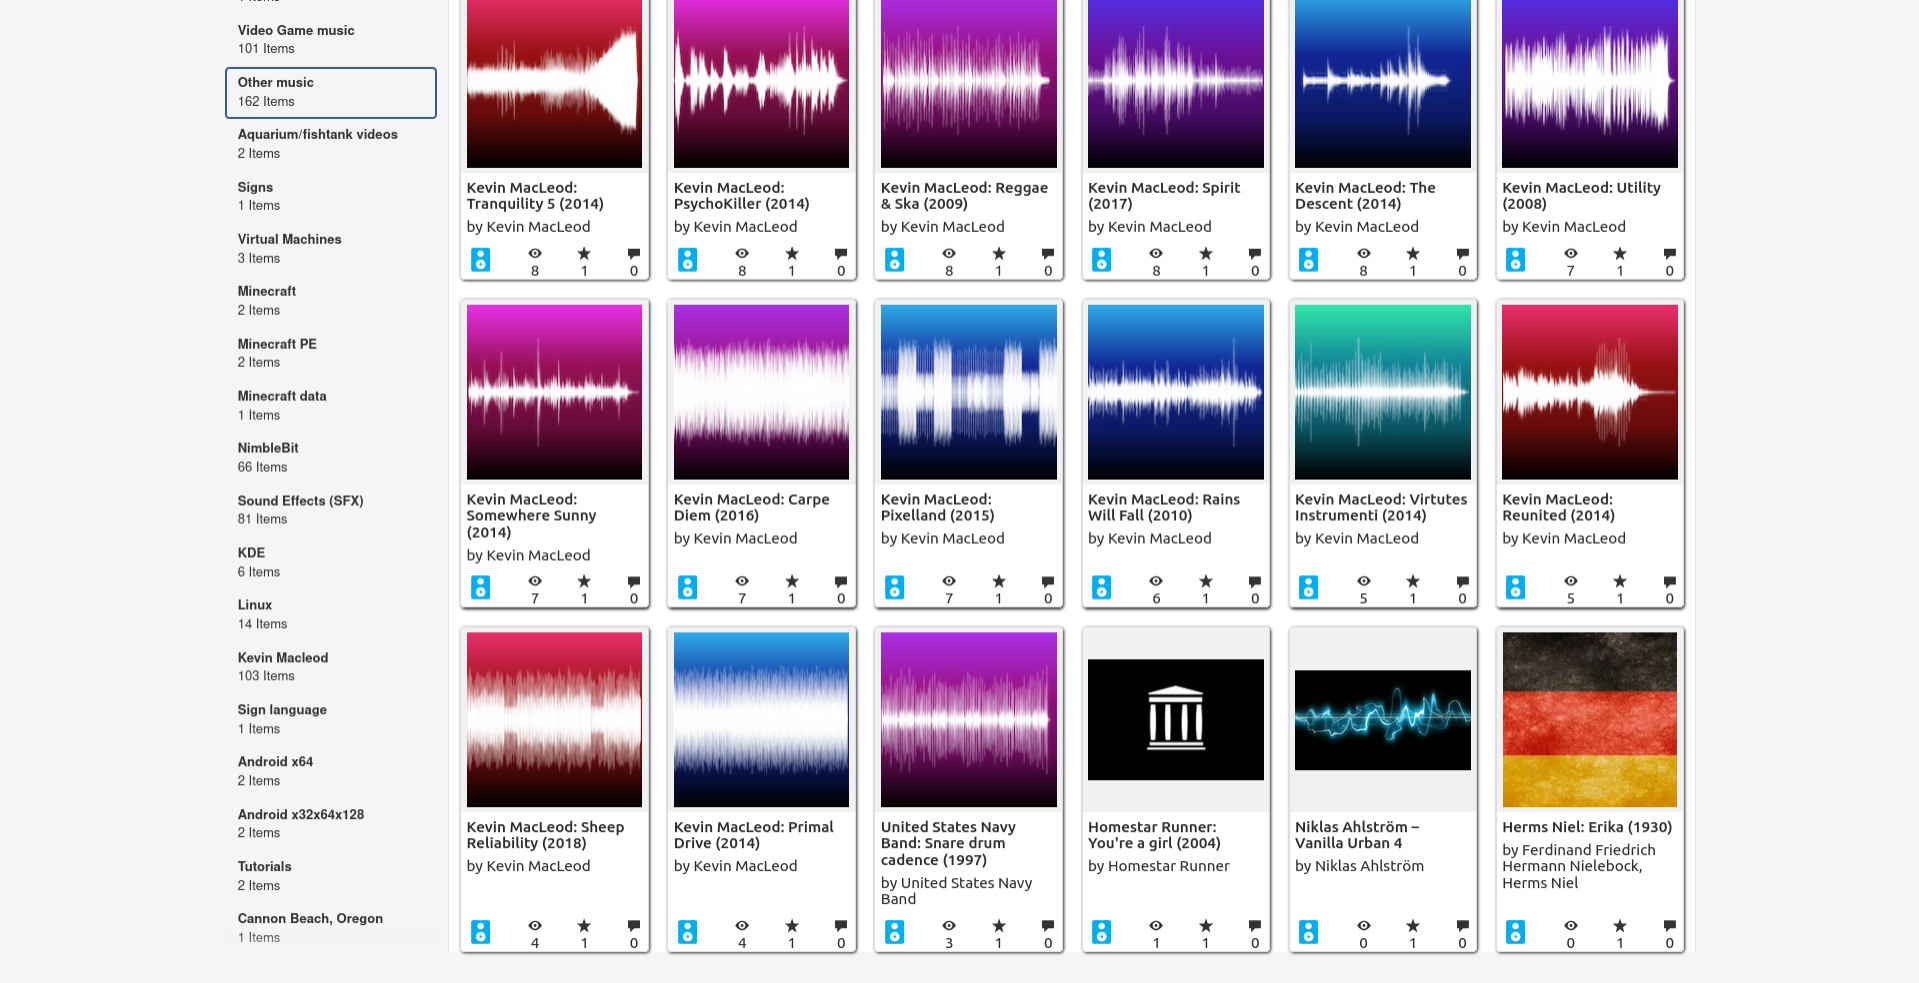 Video Game music
101 Items
Other music
162 Items
Aquarium/fishtank videos
2 Items
Signs
1 Items
Virtual Machines
3 Items
Minecraft
2 Items
Minecraft PE
2 Items
Minecraft data
1 Items
NimbleBit
66 Items
Sound Effects (SFX)
81 Items
KDE
6 Items
Linux
14 Items
Kevin Macleod
103 Items
Sign language
1 Items
Android x64
2 Items
Android x32x64x128
2 Items
Tutorials
2 Items
Cannon Beach, Oregon
1 Items
Kevin MacLeod:
Tranquility 5 (2014)
by Kevin MacLeod
8 1 0
Kevin MacLeod:
PsychoKiller (2014)
by Kevin MacLeod
8 1 0
Kevin MacLeod: Reggae
& Ska (2009)
by Kevin MacLeod
8 1 0
Kevin MacLeod: Spirit
(2017)
by Kevin MacLeod
8 1 0
Kevin MacLeod: The
Descent (2014)
by Kevin MacLeod
8 1 0
Kevin MacLeod: Utility
(2008)
by Kevin MacLeod
7 1 0
Kevin MacLeod:
Somewhere Sunny
(2014)
by Kevin MacLeod
7 1 0
Kevin MacLeod: Carpe
Diem (2016)
by Kevin MacLeod
7 1 0
Kevin MacLeod:
Pixelland (2015)
by Kevin MacLeod
7 1 0
Kevin MacLeod: Rains
Will Fall (2010)
by Kevin MacLeod
6 1 0
Kevin MacLeod: Virtutes
Instrumenti (2014)
by Kevin MacLeod
5 1 0
Kevin MacLeod:
Reunited (2014)
by Kevin MacLeod
5 1 0
Kevin MacLeod: Sheep
Reliability (2018)
by Kevin MacLeod
4 1 0
Kevin MacLeod: Primal
Drive (2014)
by Kevin MacLeod
4 1 0
United States Navy
Band: Snare drum
cadence (1997)
by United States Navy
Band
3 1 0
Homestar Runner:
You're a girl (2004)
by Homestar Runner
1 1 0
Niklas Ahlström –
Vanilla Urban 4
by Niklas Ahlström
0 1 0
Herms Niel: Erika (1930)
by Ferdinand Friedrich
Hermann Nielebock,
Herms Niel
0 1 0